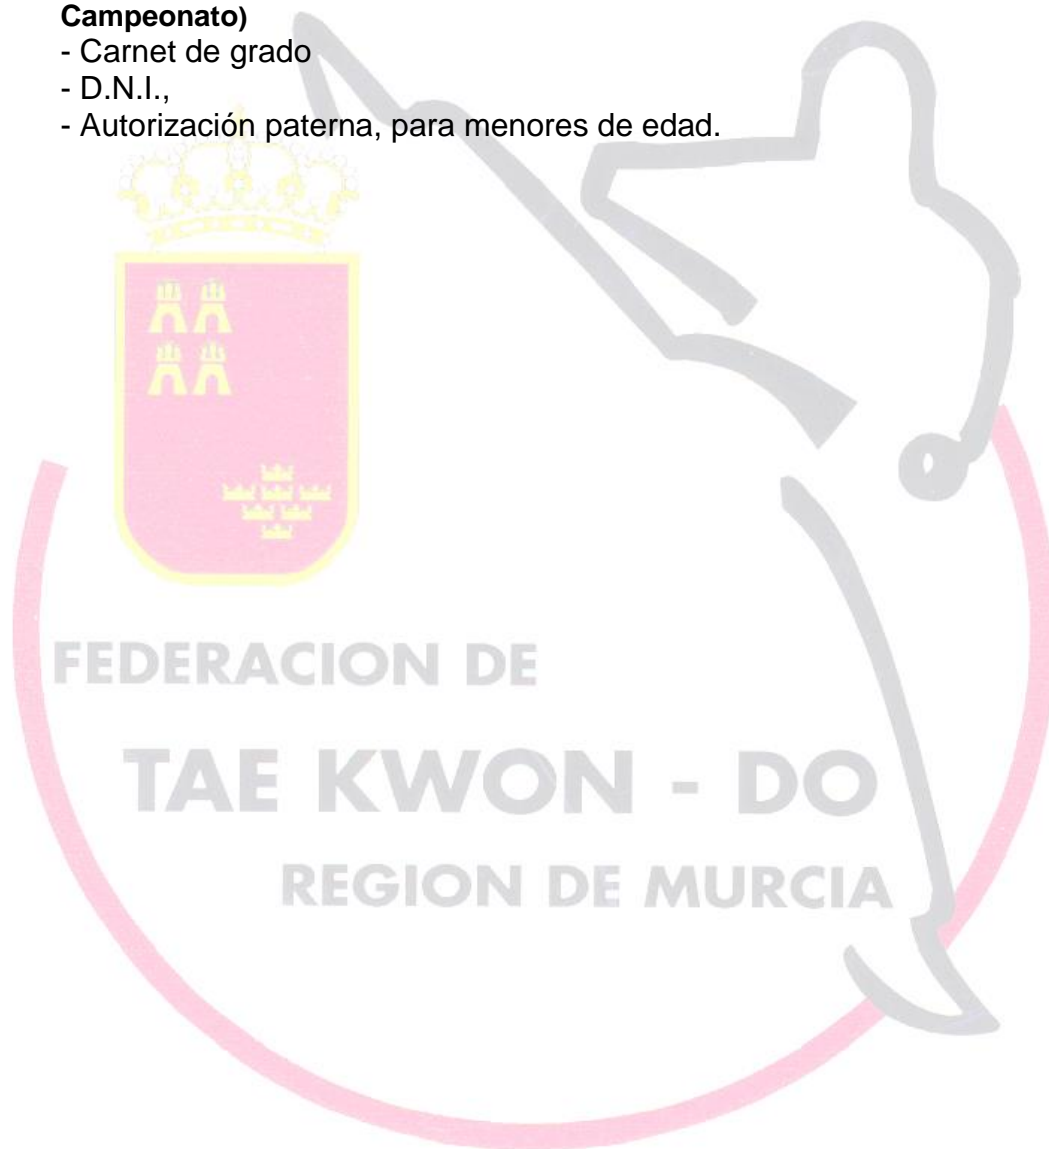 Campeonato)
- Carnet de grado
- D.N.I.,
- Autorización paterna, para menores de edad.
FEDERACION DE
TAE KWON - DO
REGION DE MURCIA